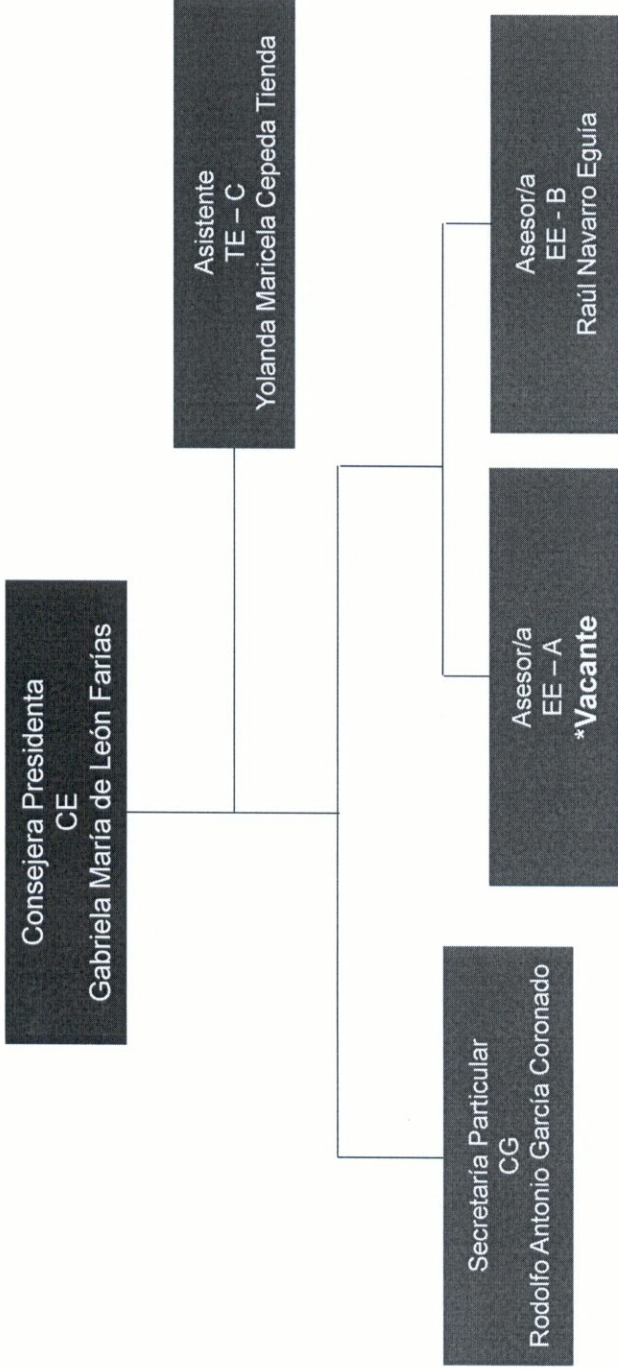 Consejera Presidenta
CE
Gabriela María de León Farías
Asistente
TE – C
Yolanda Maricela Cepeda Tienda
Secretaría Particular
CG
Rodolfo Antonio García Coronado
Asesor/a
EE – A
*Vacante
Asesor/a
EE - B
Raúl Navarro Eguía